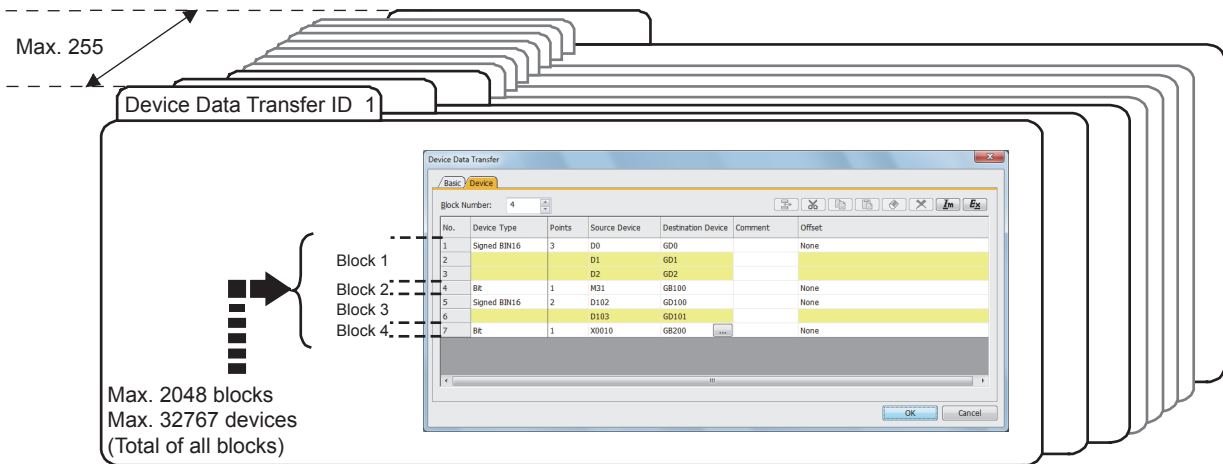 Max. 255
Device Data Transfer ID 1
Device Data Transfer
Basic Device
Block Number: 4
Im Ex
No. Device Type Points Source Device Destination Device Comment Offset
1 Signed BIN16 3 D0 GD0 None
2 D1 GD1
3 D2 GD2
4 Bit 1 M31 GB100 None
5 Signed BIN16 2 D102 GD100 None
6 D103 GD101
7 Bit 1 X0010 GB200 ... None
Block 1
Block 2
Block 3
Block 4
OK Cancel
Max. 2048 blocks
Max. 32767 devices
(Total of all blocks)